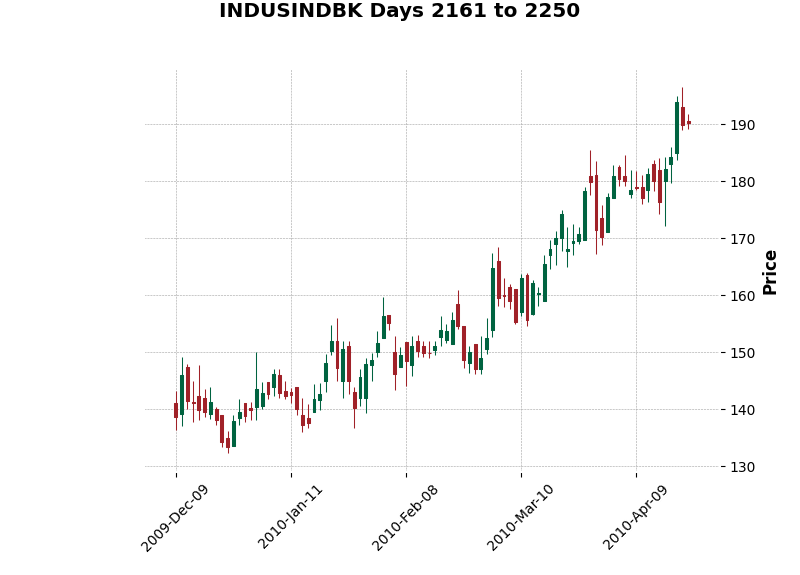 INDUSINDBK Days 2161 to 2250
190
180
170
160
150
140
130
Price
2009-Dec-09
2010-Jan-11
2010-Feb-08
2010-Mar-10
2010-Apr-09